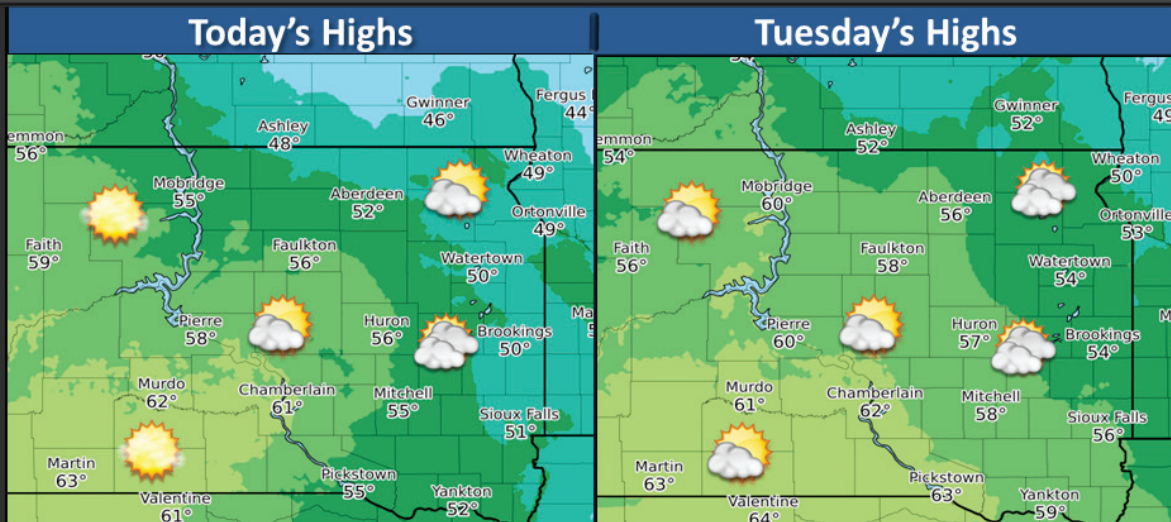 Today's Highs
Gwinner
46°
Fergus
44°
Ashley
48°
emmon
56°
Wheaton
49°
Mobridge
55°
Aberdeen
52°
Ortonville
49°
Faith
59°
Faulkton
56°
Watertown
50°
Pierre
58°
Huron
56°
Brookings
50°
Ma
5
Murdo
62°
Chamberlain
61°
Mitchell
55°
Sioux Falls
51°
Martin
63°
Pickstown
55°
Valentine
61°
Yankton
52°
Tuesday's Highs
Gwinner
52°
Fergus
49
Ashley
52°
emmon
54°
Wheaton
50°
Mobridge
60°
Aberdeen
56°
Ortonville
53°
Faith
56°
Faulkton
58°
Watertown
54°
Pierre
60°
Huron
57°
Brookings
54°
M
Murdo
61°
Chamberlain
62°
Mitchell
58°
Sioux Falls
56°
Martin
63°
Pickstown
63°
Valentine
64°
Yankton
59°